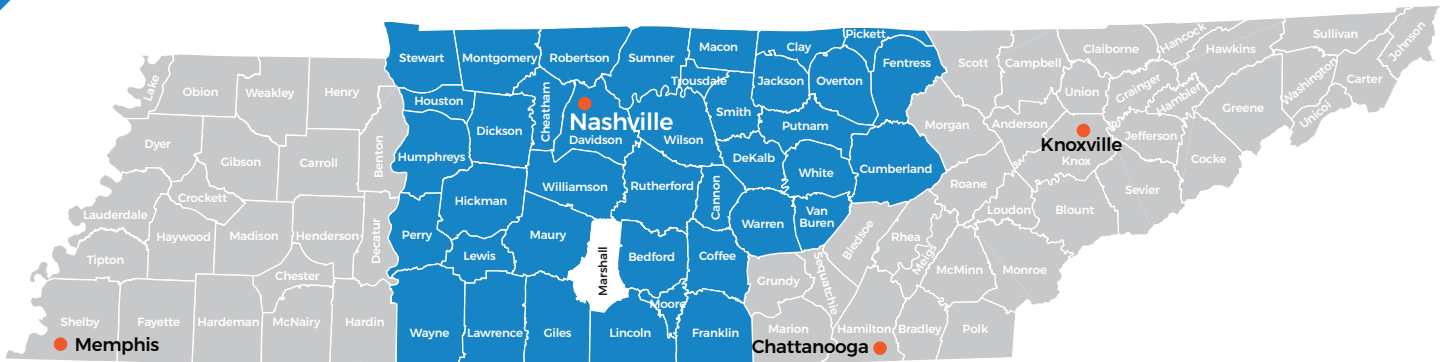 Stewart
Montgomery
Robertson
Sumner
Macon
Clay
Pickett
Fentress
Scott
Campbell
Claiborne
Hancock
Hawkins
Sullivan
Johnson
Lake
Obion
Weakley
Henry
Houston
Dickson
Cheatham
Nashville
Davidson
Trousdale
Wilson
Smith
Jackson
Overton
Putnam
Morgan
Anderson
Union
Grainger
Hamblen
Greene
Washington
Unicoi
Carter
Dyer
Gibson
Carroll
Benton
Humphreys
Hickman
Williamson
Rutherford
Cannon
DeKalb
White
Cumberland
Roane
Knoxville
Knox
Jefferson
Cocke
Sevier
Blount
Loudon
Lauderdale
Crockett
Haywood
Madison
Henderson
Decatur
Perry
Lewis
Maury
Marshall
Bedford
Coffee
Warren
Van
Buren
Bledsoe
Rhea
Meigs
McMinn
Monroe
Tipton
Chester
Grundy
Sequatchie
Shelby
Fayette
Hardeman
McNairy
Hardin
Wayne
Lawrence
Giles
Lincoln
Moore
Franklin
Marion
Hamilton
Bradley
Polk
Memphis
Chattanooga